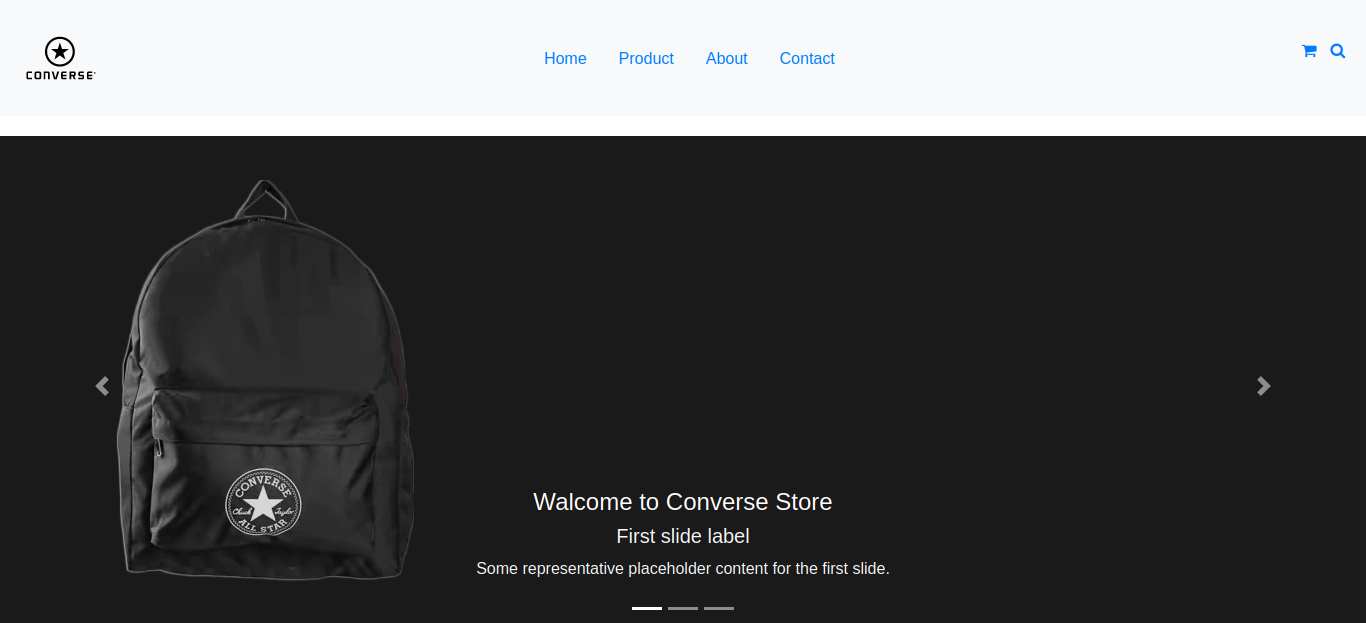 CONVERSE
Home
Product
About
Contact
CONVERSE
Chuck Taylor
ALL STAR
Walcome to Converse Store
First slide label
Some representative placeholder content for the first slide.